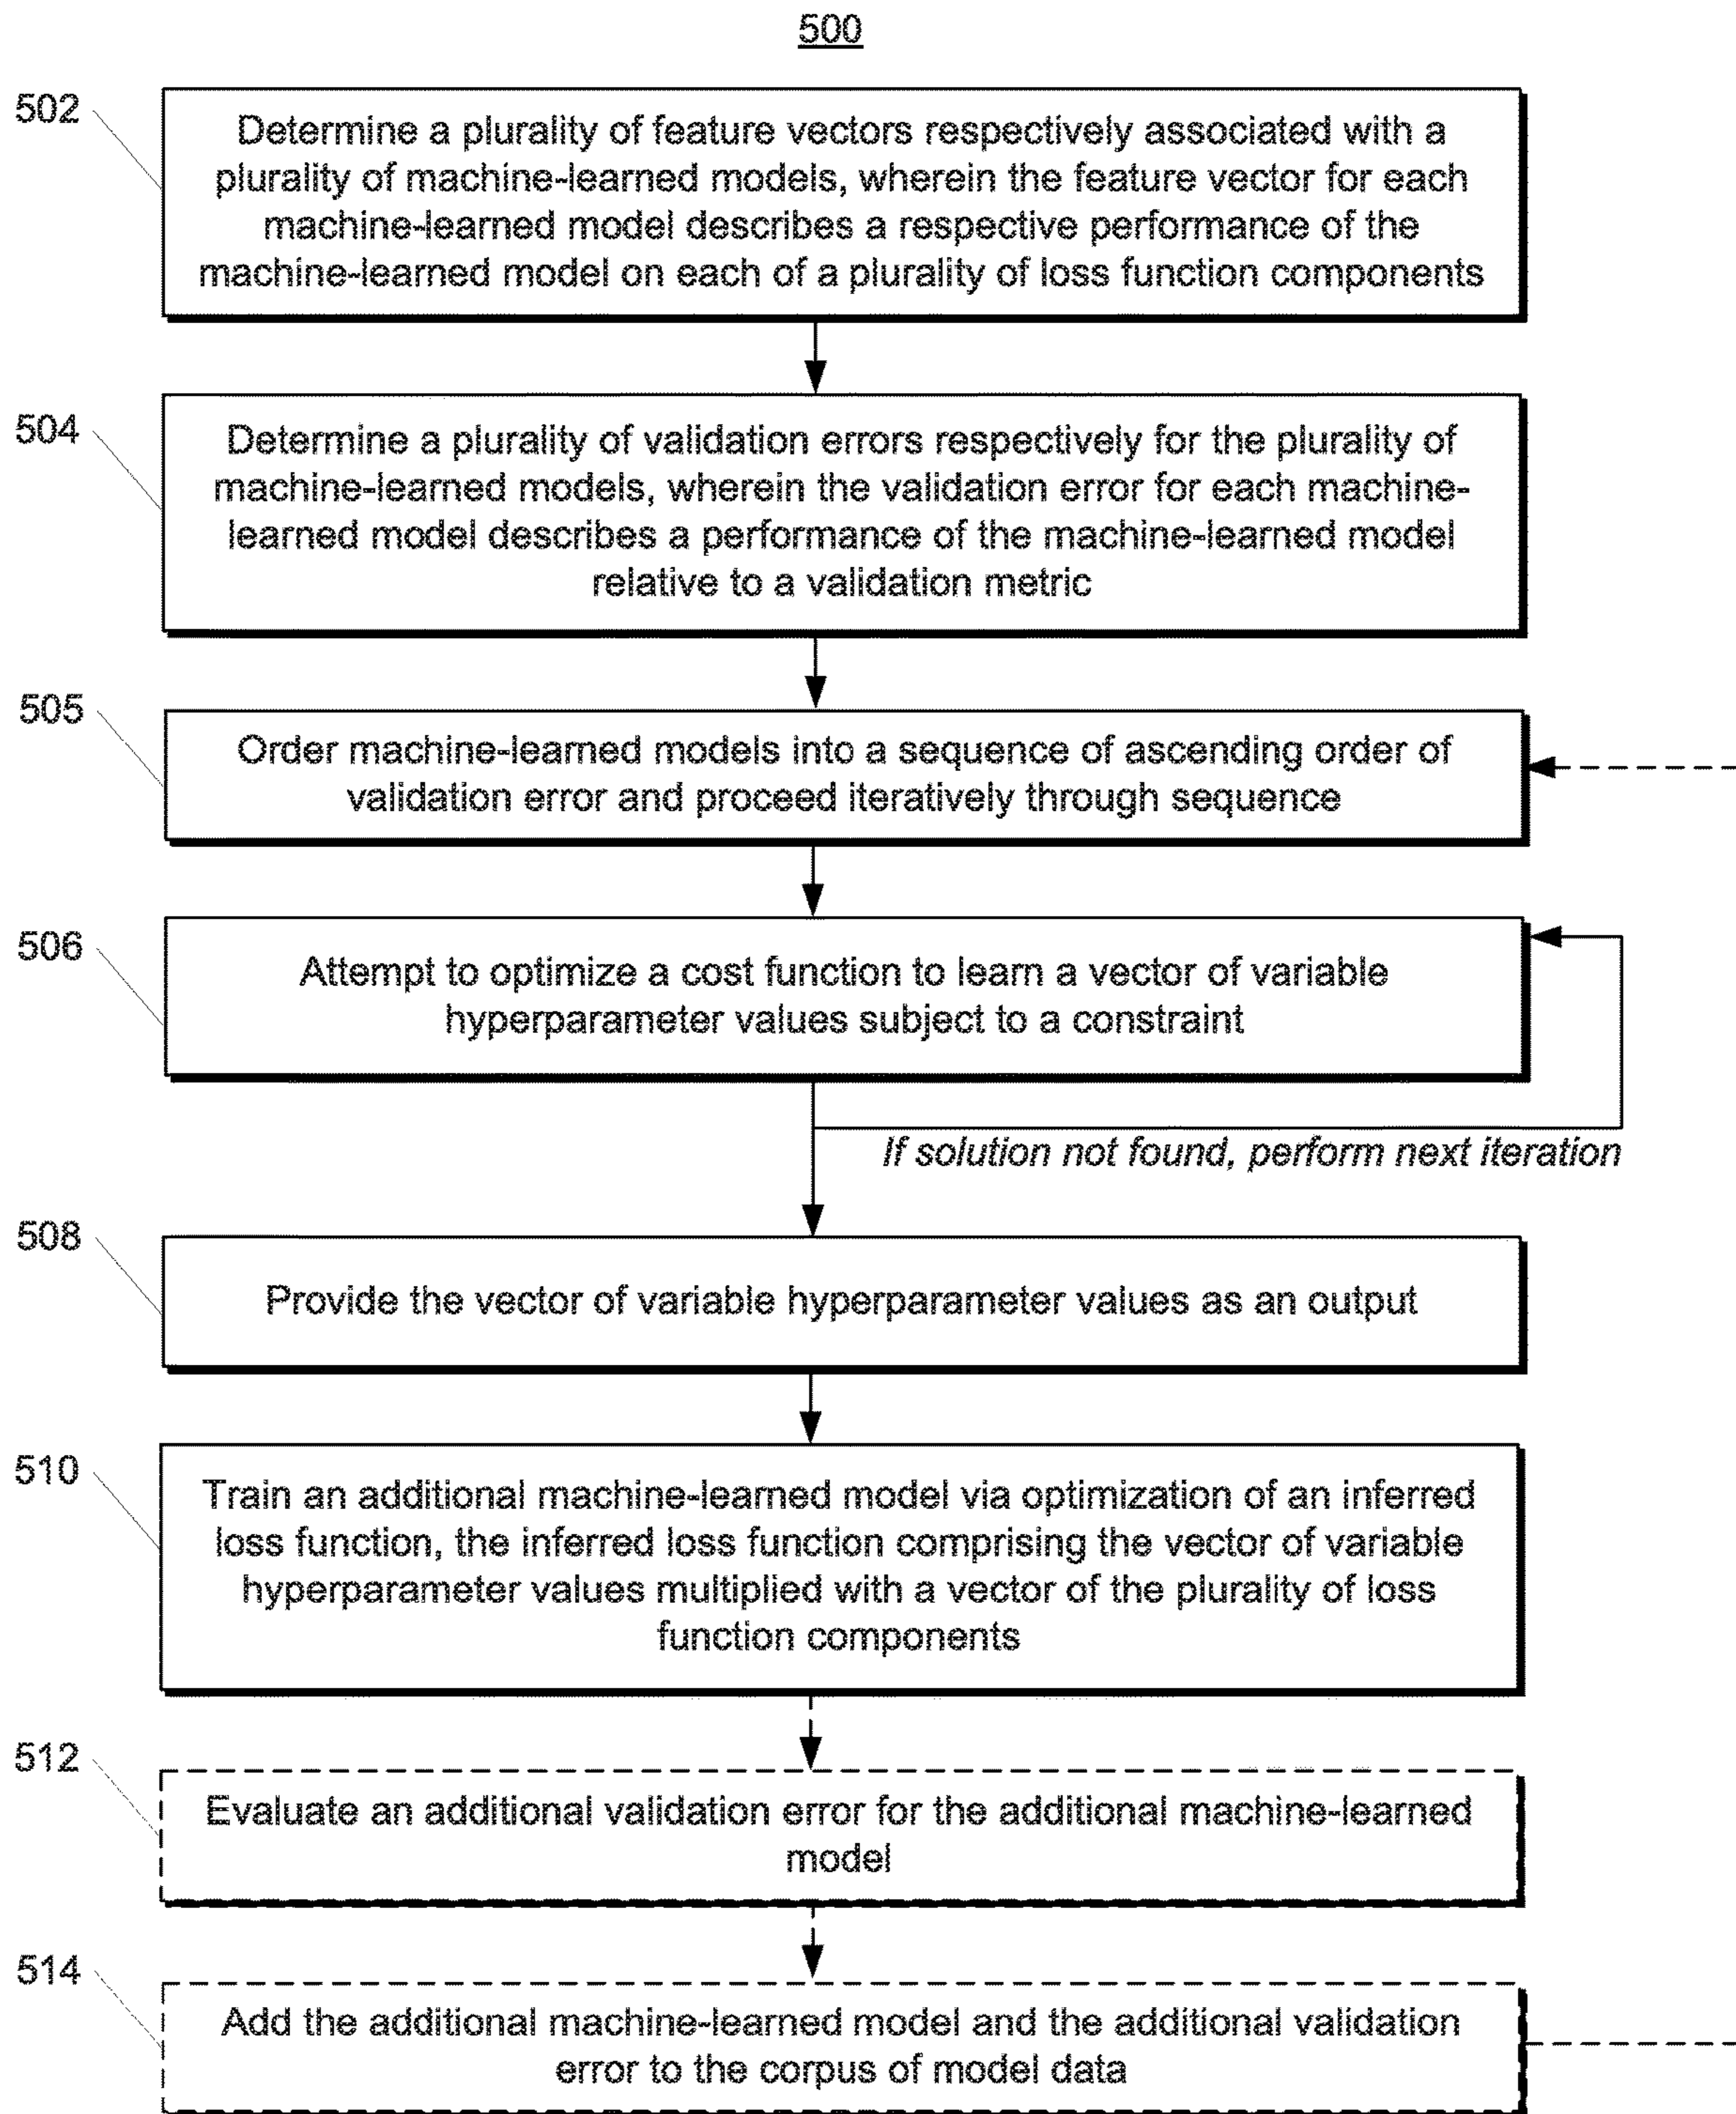 500
502
Determine a plurality of feature vectors respectively associated with a
plurality of machine-learned models, wherein the feature vector for each
machine-learned model describes a respective performance of the
machine-learned model on each of a plurality of loss function components
504
Determine a plurality of validation errors respectively for the plurality of
machine-learned models, wherein the validation error for each machine-
learned model describes a performance of the machine-learned model
relative to a validation metric
505
Order machine-learned models into a sequence of ascending order of
validation error and proceed iteratively through sequence
506
Attempt to optimize a cost function to learn a vector of variable
hyperparameter values subject to a constraint
If solution not found, perform next iteration
508
Provide the vector of variable hyperparameter values as an output
510
Train an additional machine-learned model via optimization of an inferred
loss function, the inferred loss function comprising the vector of variable
hyperparameter values multiplied with a vector of the plurality of loss
function components
512
Evaluate an additional validation error for the additional machine-learned
model
514
Add the additional machine-learned model and the additional validation
error to the corpus of model data